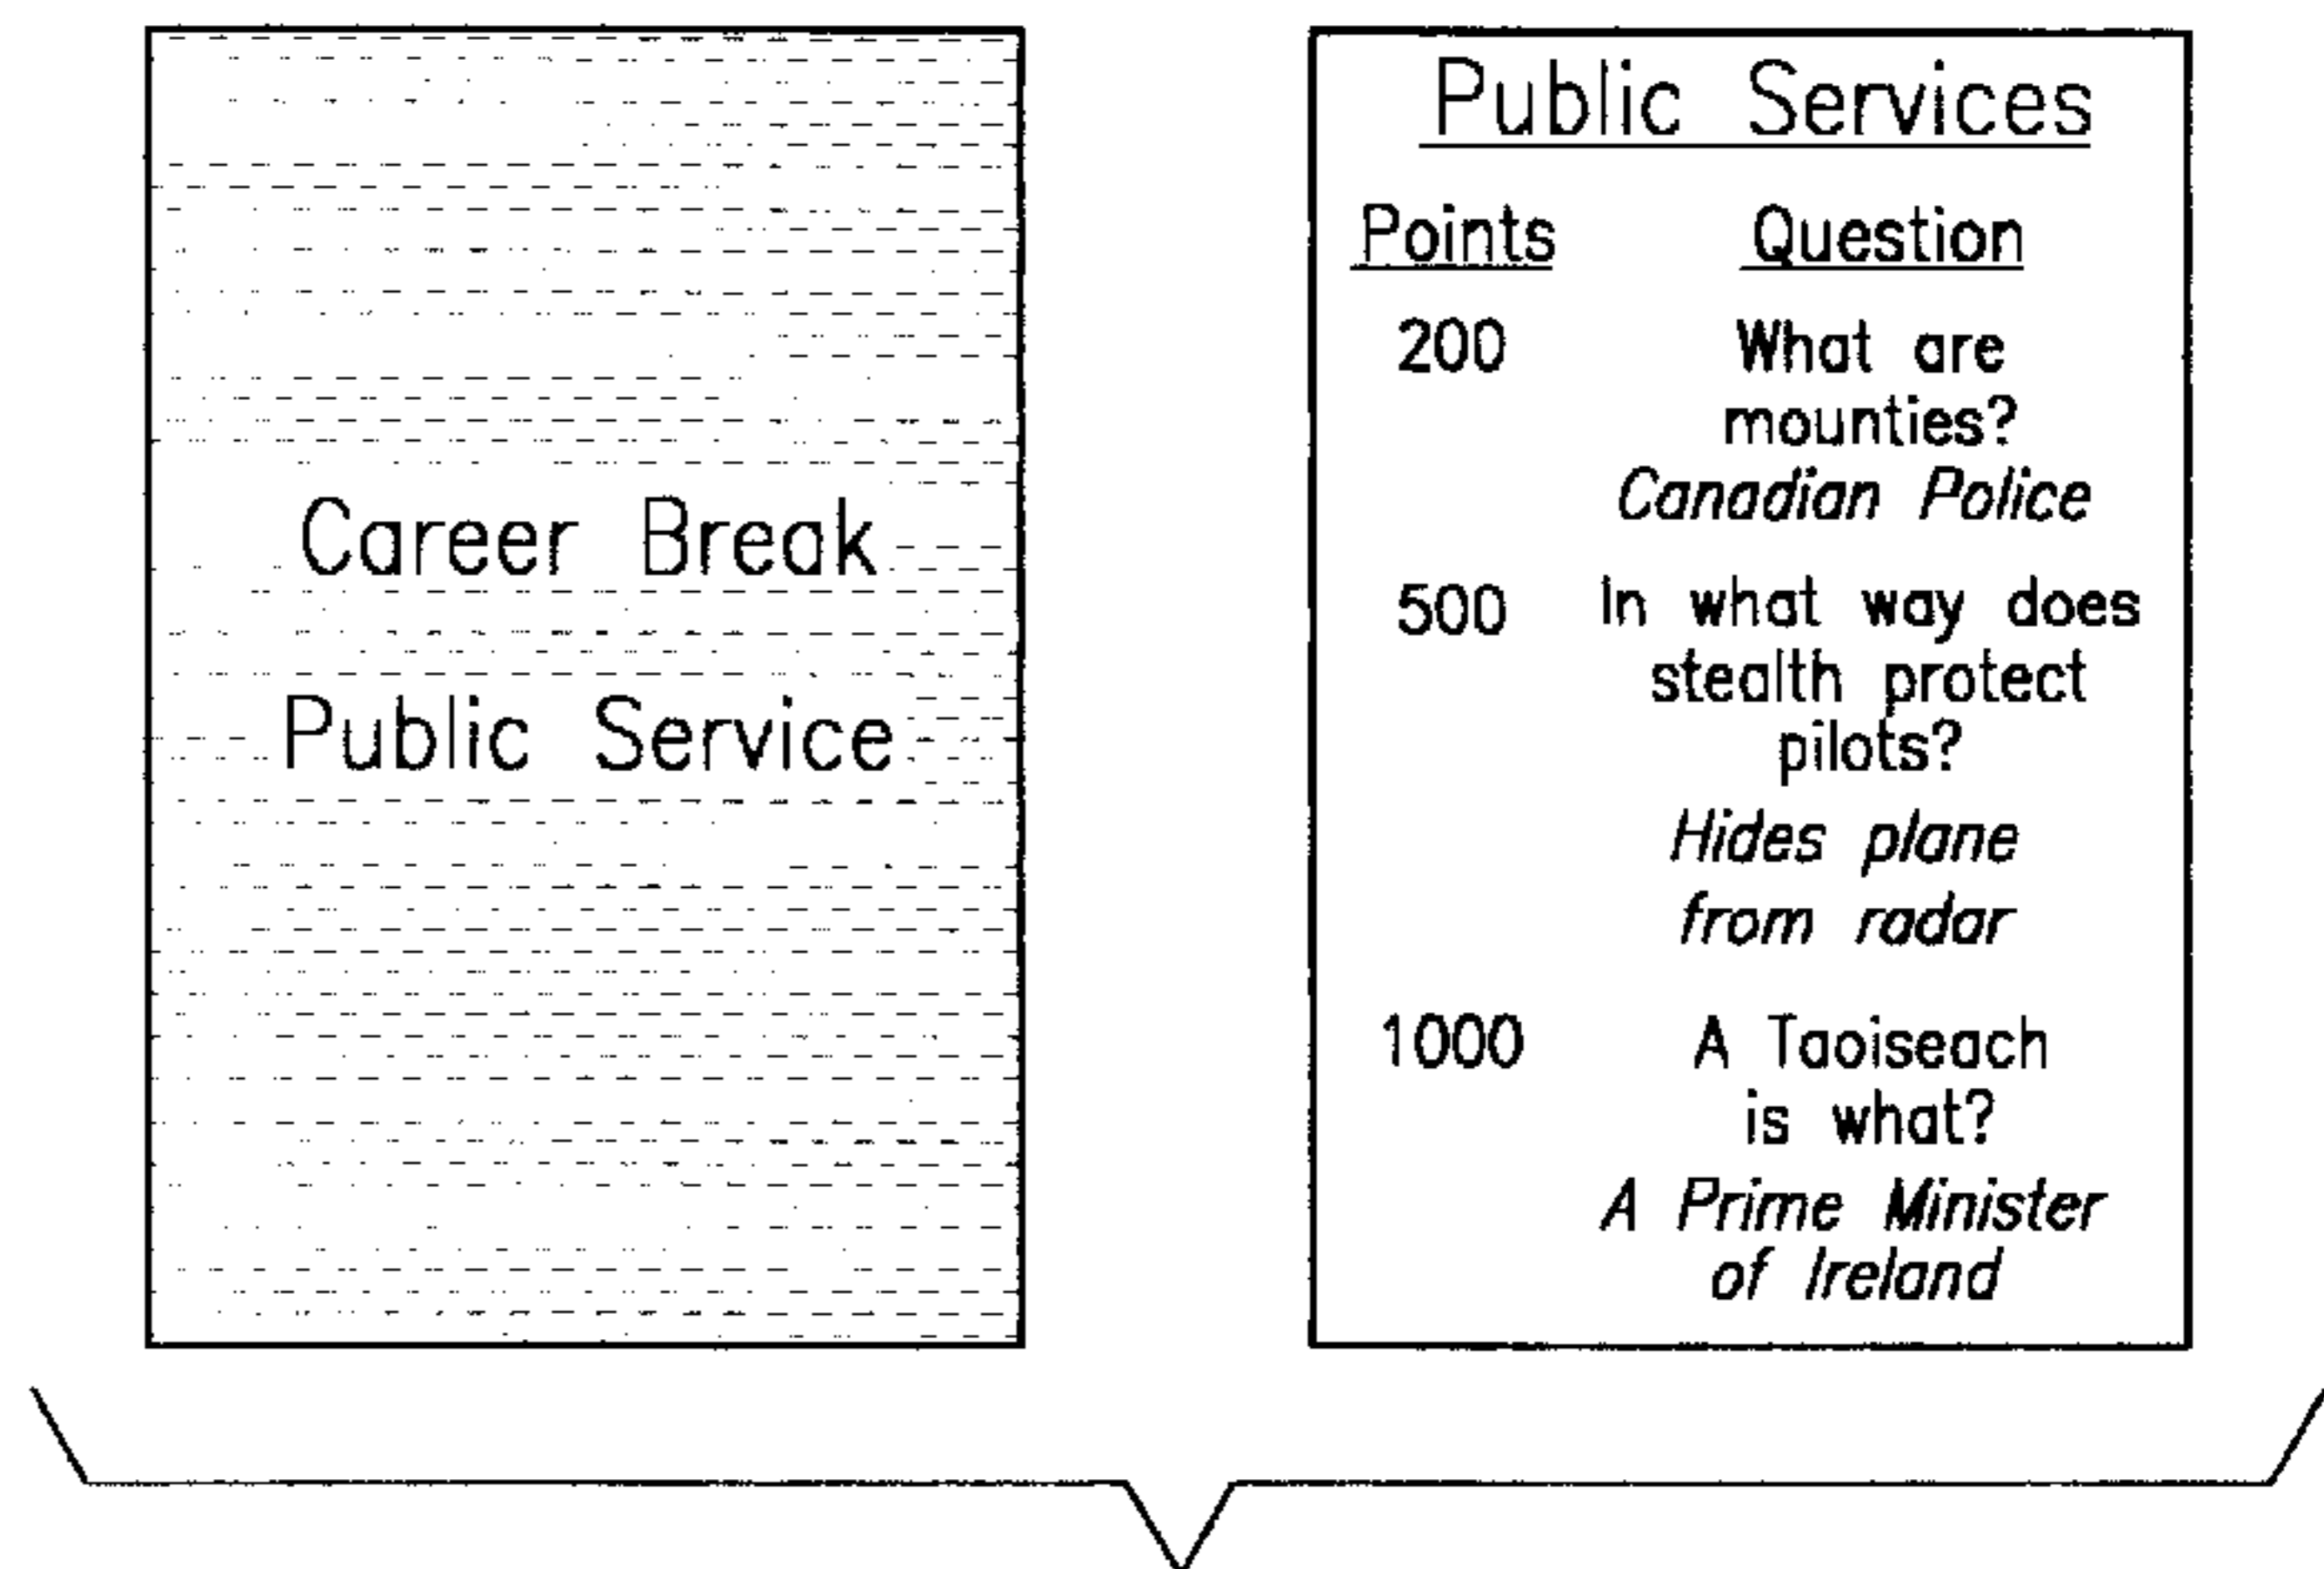 Career Break
Public Service
Public Services
Points Question
200 What are
mounties?
Canadian Police
500 In what way does
stealth protect
pilots?
Hides plane
from radar
1000 A Taoiseach
is what?
A Prime Minister
of Ireland